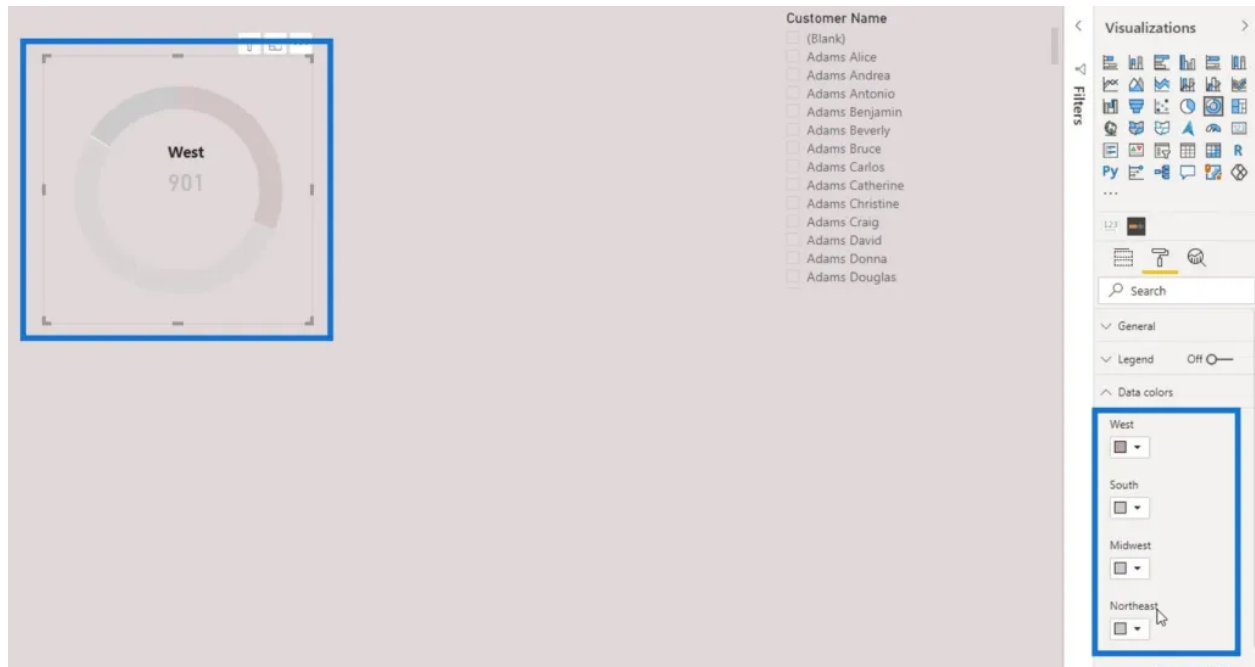 West
901
Customer Name
(Blank)
Adams Alice
Adams Andrea
Adams Antonio
Adams Benjamin
Adams Beverly
Adams Bruce
Adams Carlos
Adams Catherine
Adams Christine
Adams Craig
Adams David
Adams Donna
Adams Douglas
Filters
Visualizations
R
Py
...
123
Search
General
Legend Off
Data colors
West
South
Midwest
Northeast